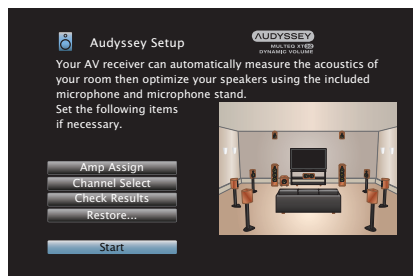 Audyssey Setup
AUDYSSEY
MULTEQ XT32
DYNAMIC VOLUME
Your AV receiver can automatically measure the acoustics of
your room then optimize your speakers using the included
microphone and microphone stand.
Set the following items
if necessary.
Amp Assign
Channel Select
Check Results
Restore...
Start